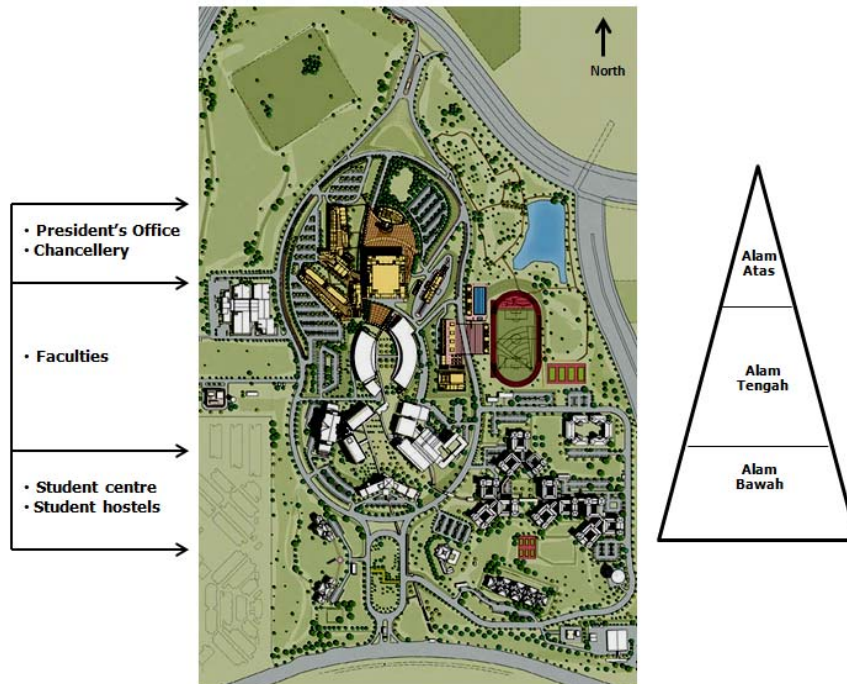 North
• President's Office
• Chancellery
• Faculties
• Student centre
• Student hostels
Alam
Atas
Alam
Tengah
Alam
Bawah